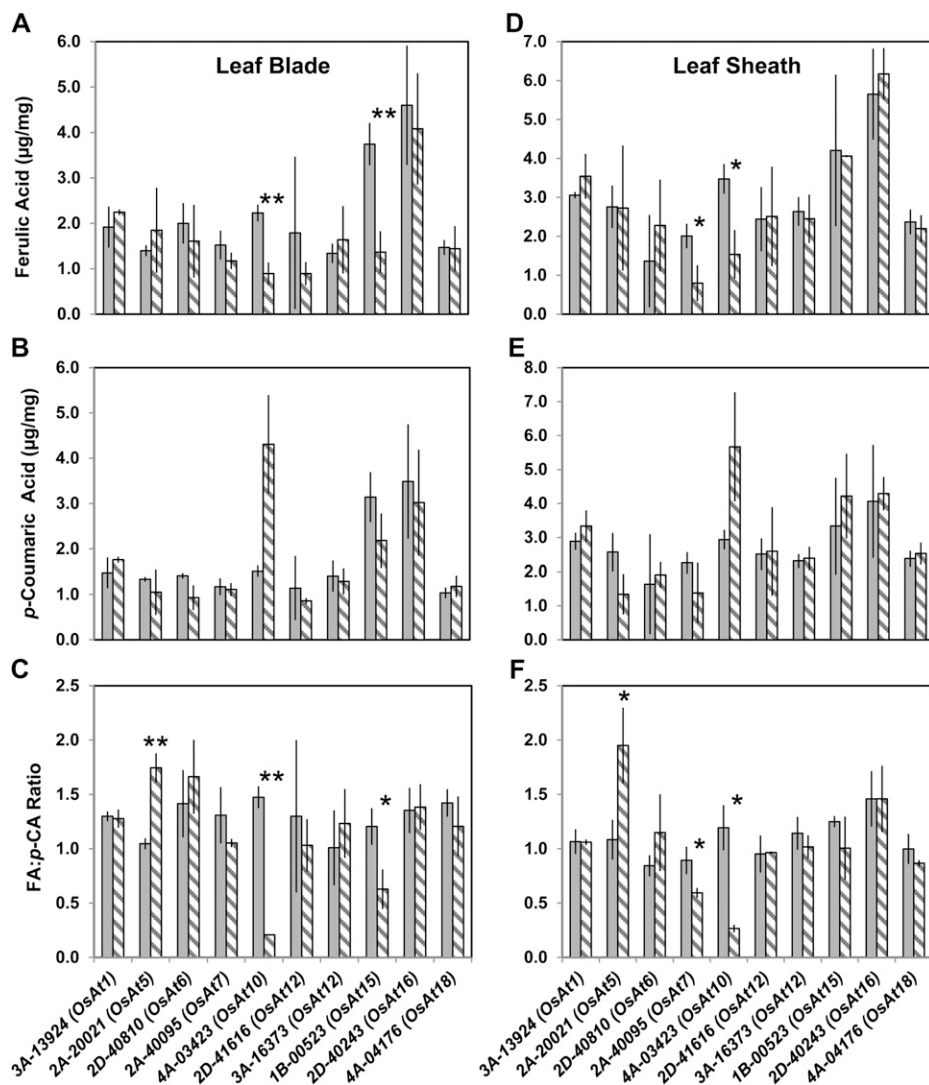 A
D
Leaf Blade
Leaf Sheath
Ferulic Acid (µg/mg)
6.0
5.0
4.0
3.0
2.0
1.0
0.0
**
**
7.0
6.0
5.0
4.0
3.0
2.0
1.0
0.0
*
*
B
E
p-Coumaric Acid (µg/mg)
6.0
5.0
4.0
3.0
2.0
1.0
0.0
8.0
7.0
6.0
5.0
4.0
3.0
2.0
1.0
0.0
C
F
FA:p-CA Ratio
2.5
2.0
1.5
1.0
0.5
0.0
**
**
*
2.5
2.0
1.5
1.0
0.5
0.0
*
*
*
3A-13924 (OsAt1)
2A-20021 (OsAt5)
2D-40810 (OsAt6)
2A-40095 (OsAt7)
4A-03423 (OsAt10)
2D-41616 (OsAt12)
3A-16373 (OsAt12)
1B-00523 (OsAt15)
2D-40243 (OsAt16)
4A-04176 (OsAt18)
3A-13924 (OsAt1)
2A-20021 (OsAt5)
2D-40810 (OsAt6)
2A-40095 (OsAt7)
4A-03423 (OsAt10)
2D-41616 (OsAt12)
3A-16373 (OsAt12)
1B-00523 (OsAt15)
2D-40243 (OsAt16)
4A-04176 (OsAt18)